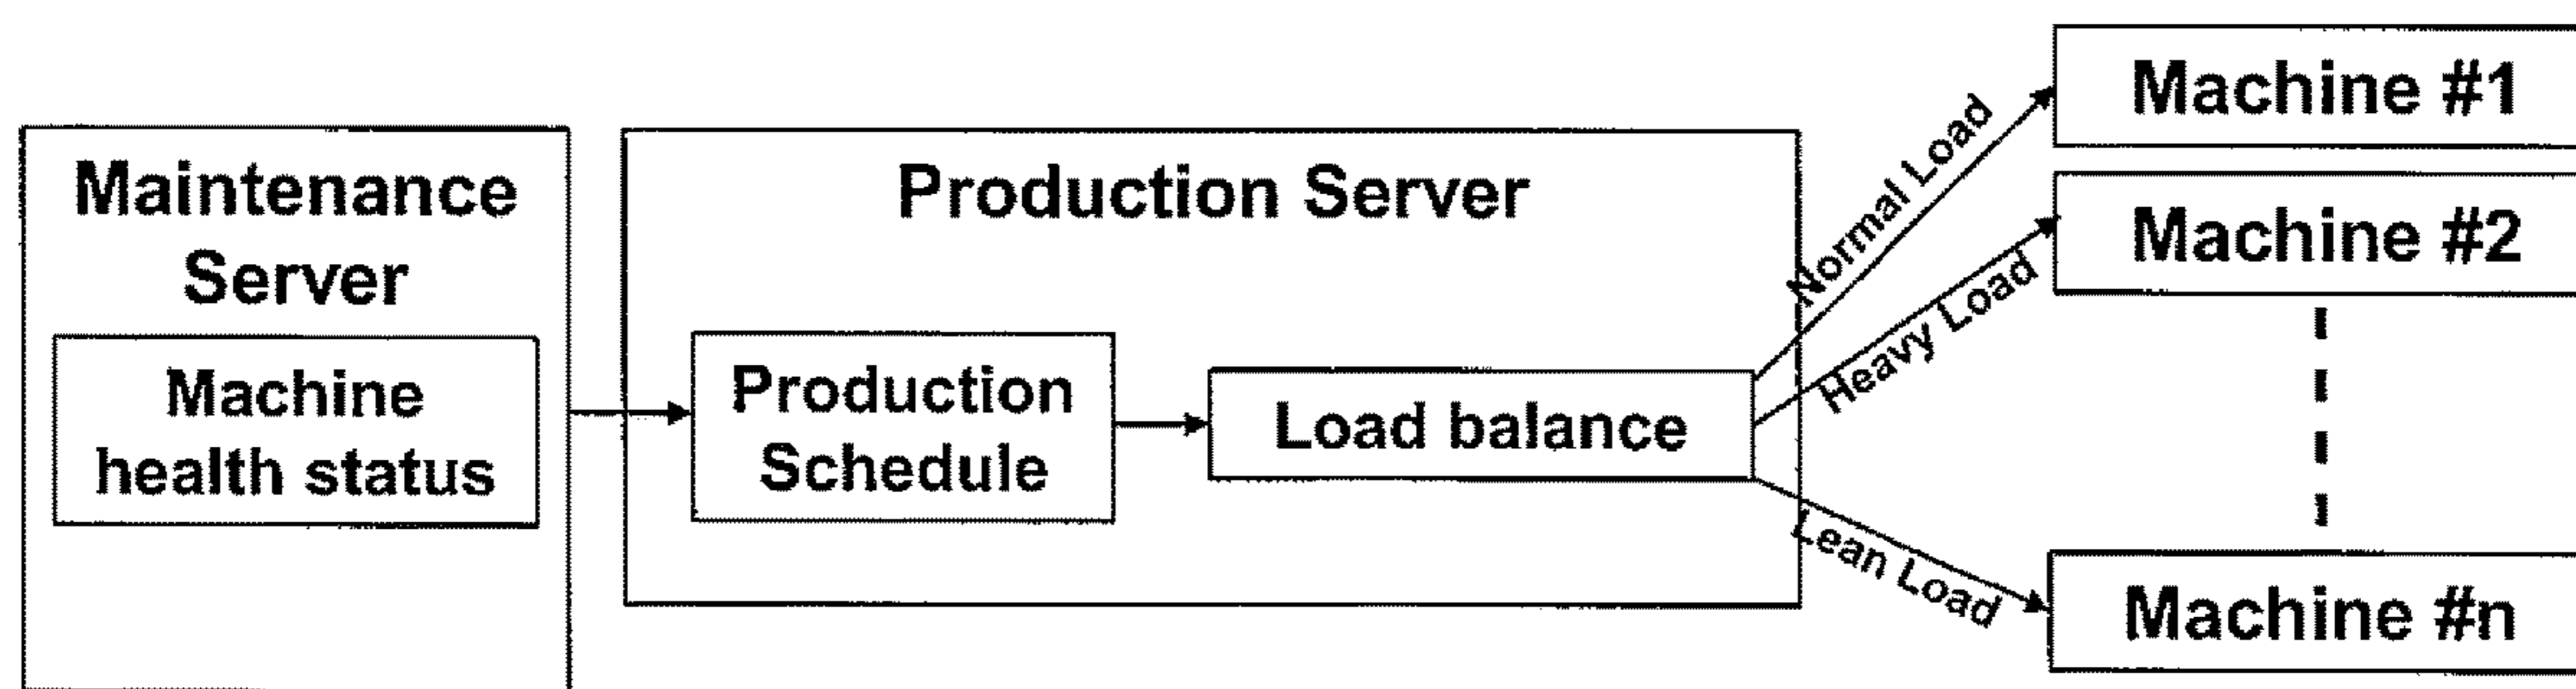 Maintenance
Server
Machine
health status
Production Server
Production
Schedule
Load balance
Normal Load
Heavy Load
Lean Load
Machine #1
Machine #2
Machine #n